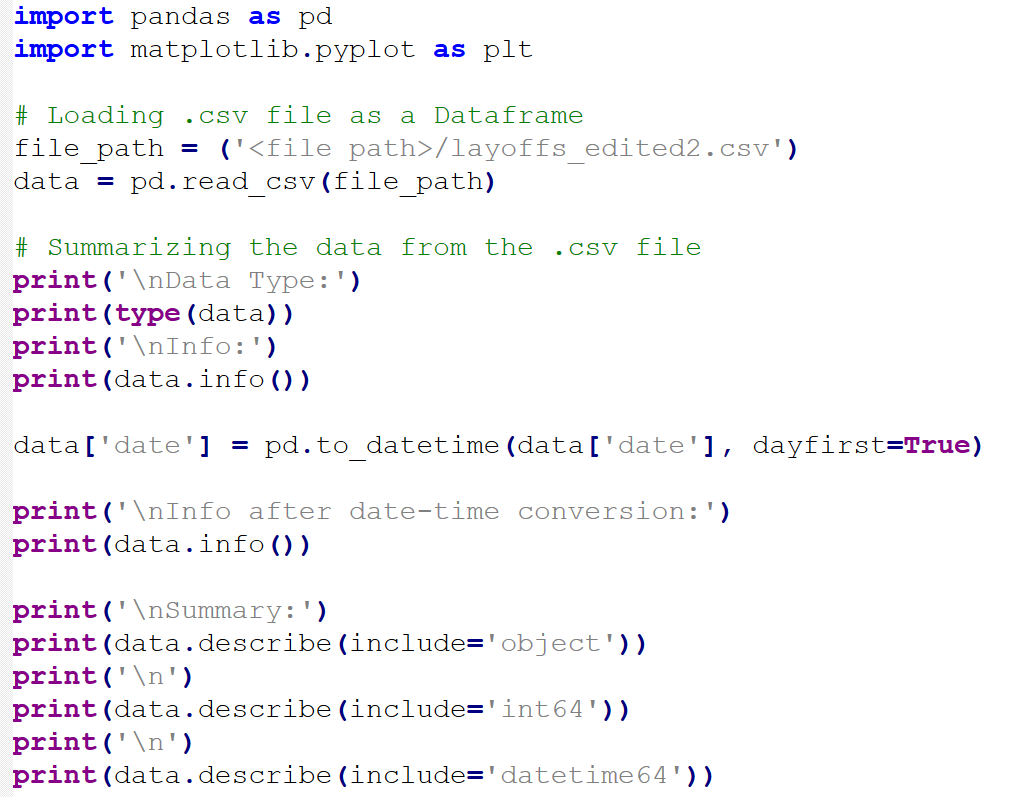 import pandas as pd
import matplotlib.pyplot as plt
# Loading .csv file as a Dataframe
file_path = ('<file path>/layoffs_edited2.csv')
data = pd.read_csv(file_path)
# Summarizing the data from the .csv file
print('\nData Type:')
print(type(data))
print('\nInfo:')
print(data.info())
data['date'] = pd.to_datetime(data['date'], dayfirst=True)
print('\nInfo after date-time conversion:')
print(data.info())
print('\nSummary:')
print(data.describe(include='object'))
print('\n')
print(data.describe(include='int64'))
print('\n')
print(data.describe(include='datetime64'))